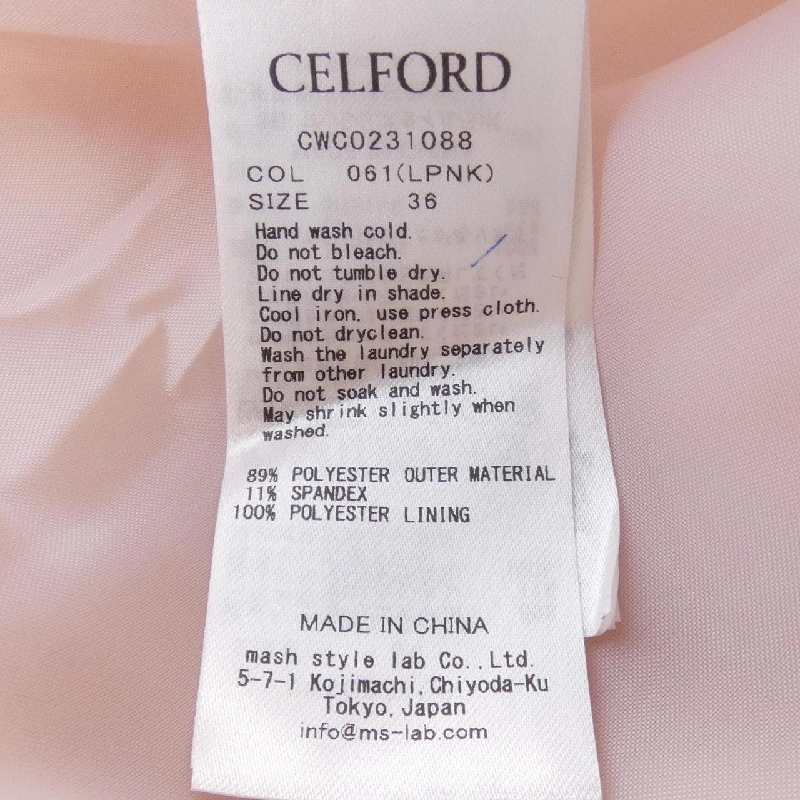 CELFORD
CWCO231088
COL 061(LPNK)
SIZE 36
Hand wash cold.
Do not bleach.
Do not tumble dry.
Line dry in shade.
Cool iron, use press cloth.
Do not dryclean.
Wash the laundry separately
from other laundry.
Do not soak and wash.
May shrink slightly when
washed.
89% POLYESTER OUTER MATERIAL
11% SPANDEX
100% POLYESTER LINING
MADE IN CHINA
mash style lab Co.,Ltd.
5-7-1 Kojimachi,Chiyoda-Ku
Tokyo,Japan
info@ms-lab.com